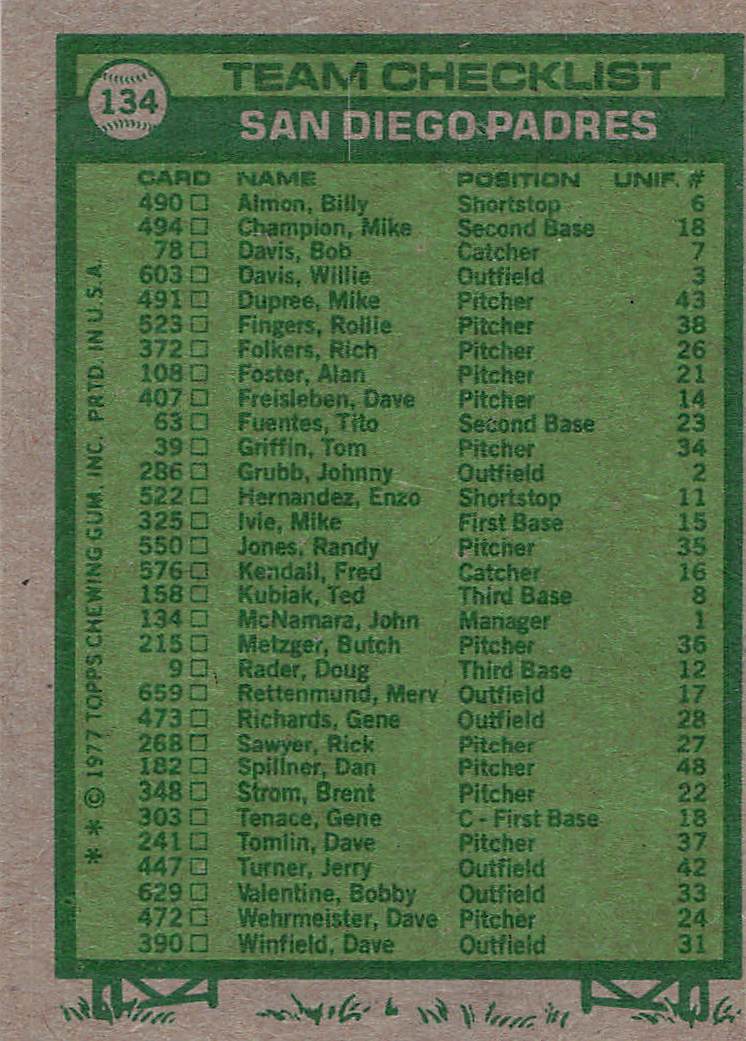 134
TEAM CHECKLIST
SAN DIEGO PADRES
CARD NAME POSITION UNIF. #
490 □ Almon, Billy Shortstop 6
494 □ Champion, Mike Second Base 18
78 □ Davis, Bob Catcher 7
603 □ Davis, Willie Outfield 3
491 □ Dupree, Mike Pitcher 43
523 □ Fingers, Rollie Pitcher 38
372 □ Folkers, Rich Pitcher 26
108 □ Foster, Alan Pitcher 21
407 □ Freisleben, Dave Pitcher 14
63 □ Fuentes, Tito Second Base 23
39 □ Griffin, Tom Pitcher 34
286 □ Grubb, Johnny Outfield 2
522 □ Hernandez, Enzo Shortstop 11
325 □ Ivie, Mike First Base 15
550 □ Jones, Randy Pitcher 35
576 □ Kendall, Fred Catcher 16
158 □ Kubiak, Ted Third Base 8
134 □ McNamara, John Manager 1
215 □ Metzger, Butch Pitcher 36
9 □ Rader, Doug Third Base 12
659 □ Rettenmund, Merv Outfield 17
473 □ Richards, Gene Outfield 28
268 □ Sawyer, Rick Pitcher 27
182 □ Spillner, Dan Pitcher 48
348 □ Strom, Brent Pitcher 22
303 □ Tenace, Gene C - First Base 18
241 □ Tomlin, Dave Pitcher 37
447 □ Turner, Jerry Outfield 42
629 □ Valentine, Bobby Outfield 33
472 □ Wehrmeister, Dave Pitcher 24
390 □ Winfield, Dave Outfield 31
* * © 1977 TOPPS CHEWING GUM, INC. PRTD. IN U.S.A.